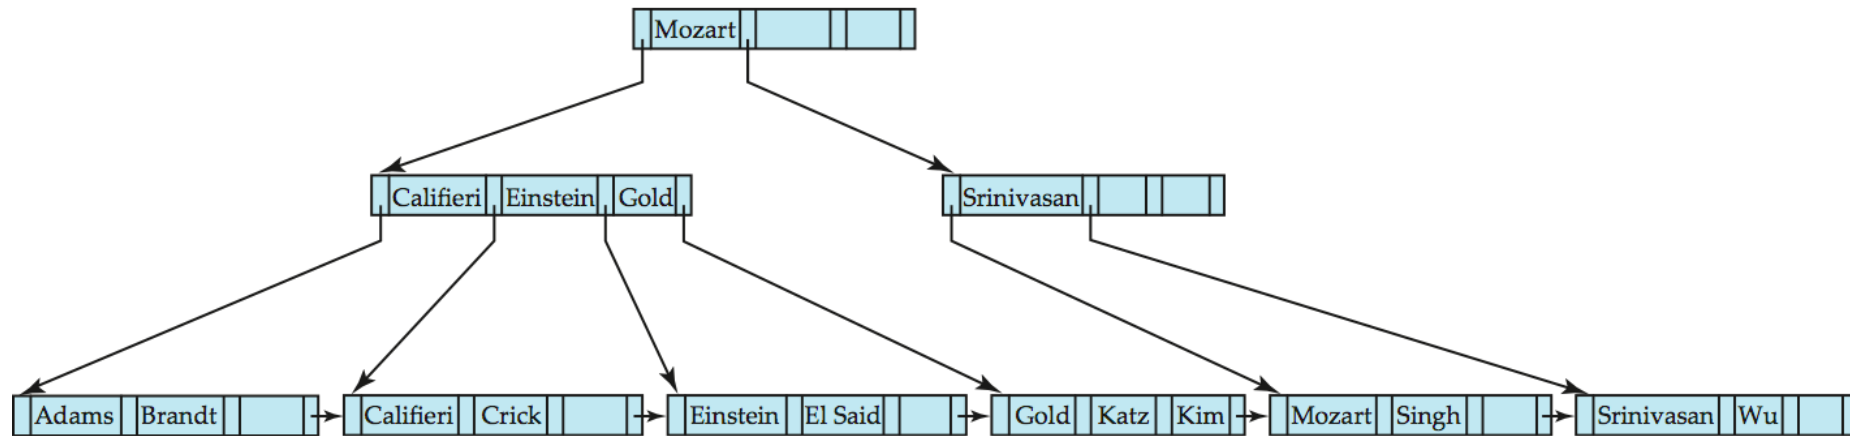 Mozart
Califieri Einstein Gold Srinivasan
Adams Brandt Califieri Crick Einstein El Said Gold Katz Kim Mozart Singh Srinivasan Wu